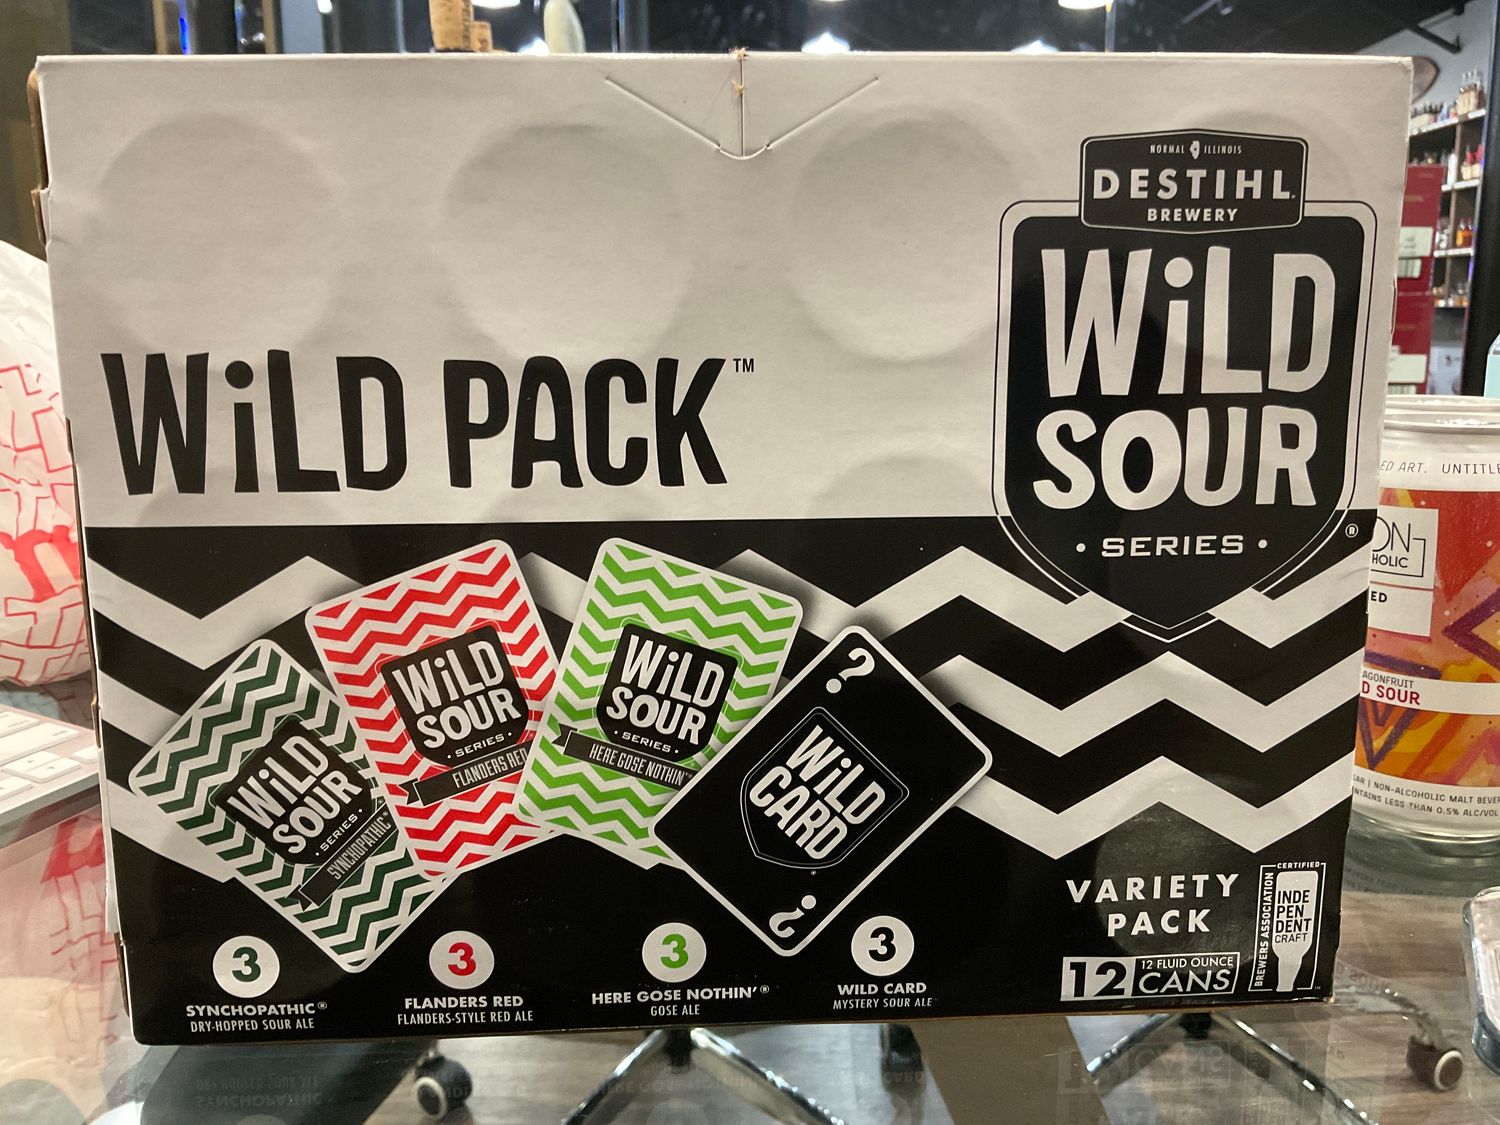 NORMAL ILLINOIS
DESTIHL
BREWERY
WiLD
SOUR
• SERIES •
®
WiLD PACK™
WiLD
SOUR
• SERIES •
SYNCHOPATHIC®
WiLD
SOUR
• SERIES •
FLANDERS RED
WiLD
SOUR
• SERIES •
HERE GOSE NOTHIN'
?
WiLD
CARD
?
3
SYNCHOPATHIC®
DRY-HOPPED SOUR ALE
3
FLANDERS RED
FLANDERS-STYLE RED ALE
3
HERE GOSE NOTHIN'®
GOSE ALE
3
WILD CARD
MYSTERY SOUR ALE
VARIETY
PACK
12 12 FLUID OUNCE
CANS
CERTIFIED
BREWERS ASSOCIATION
INDE
PEN
DENT
CRAFT
ED ART. UNTITLE
ON
HOLIC
ED
AGONFRUIT
D SOUR
GAR | NON-ALCOHOLIC MALT BEVER
NTAINS LESS THAN 0.5% ALC/VOL